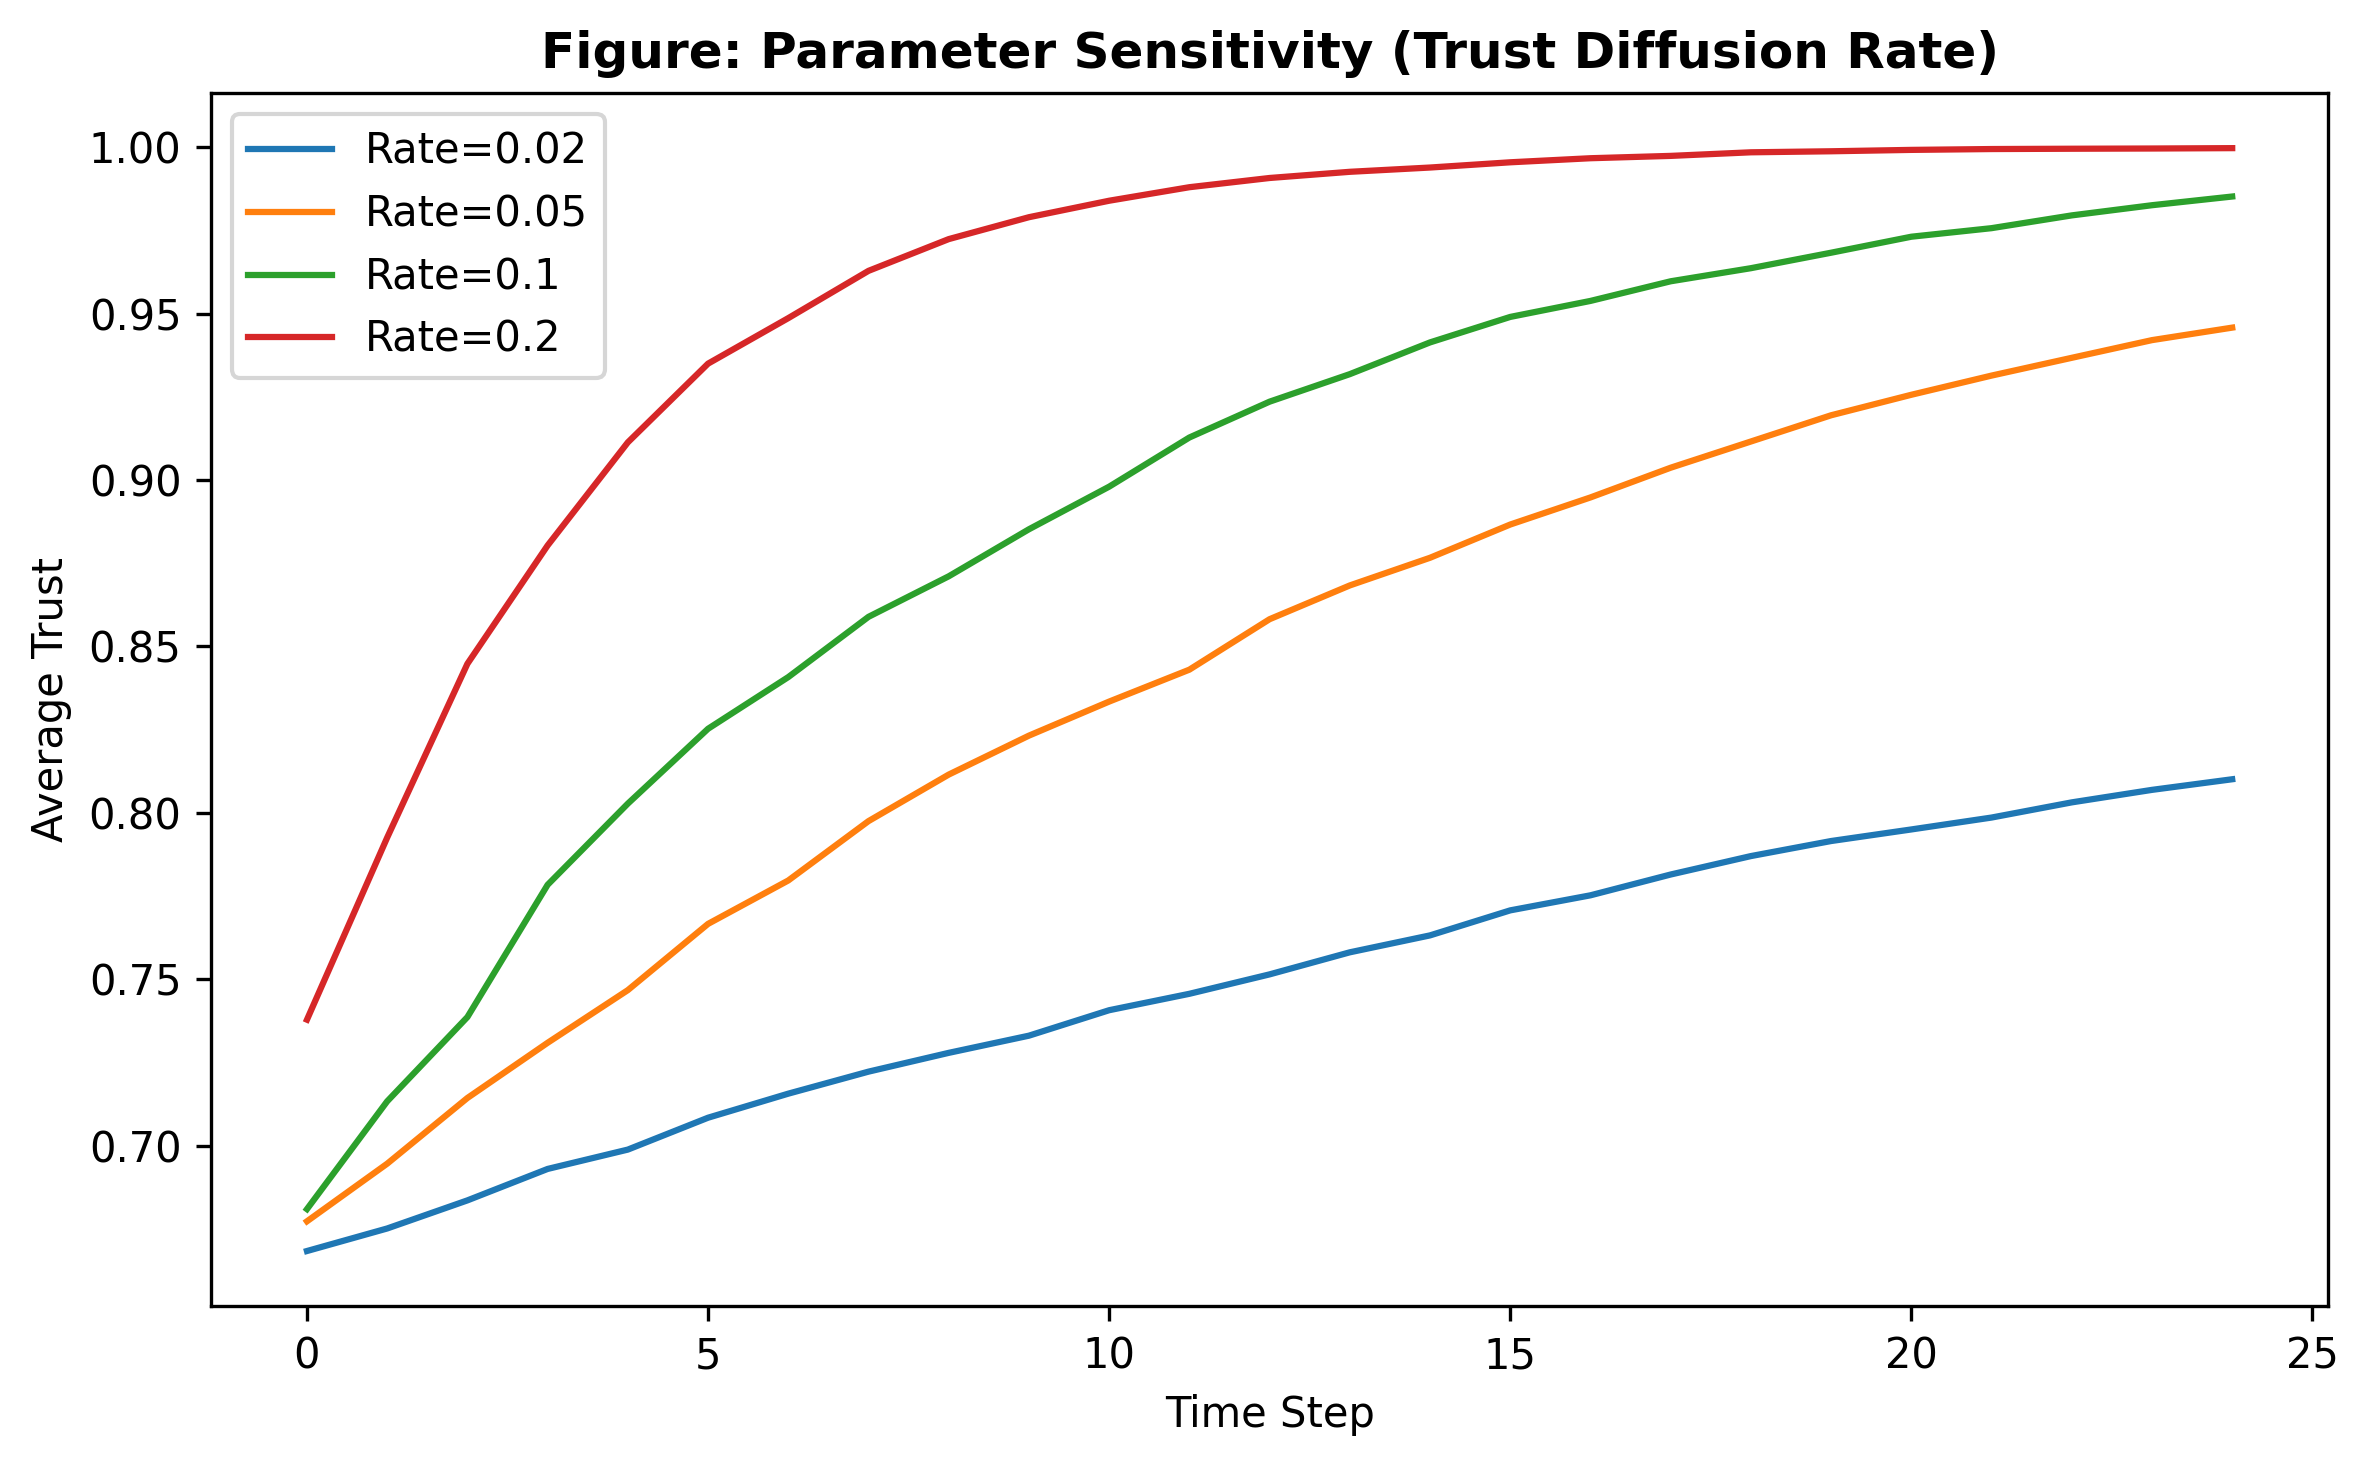 Figure: Parameter Sensitivity (Trust Diffusion Rate)
Rate=0.02
Rate=0.05
Rate=0.1
Rate=0.2
Average Trust
1.00
0.95
0.90
0.85
0.80
0.75
0.70
0 5 10 15 20 25
Time Step